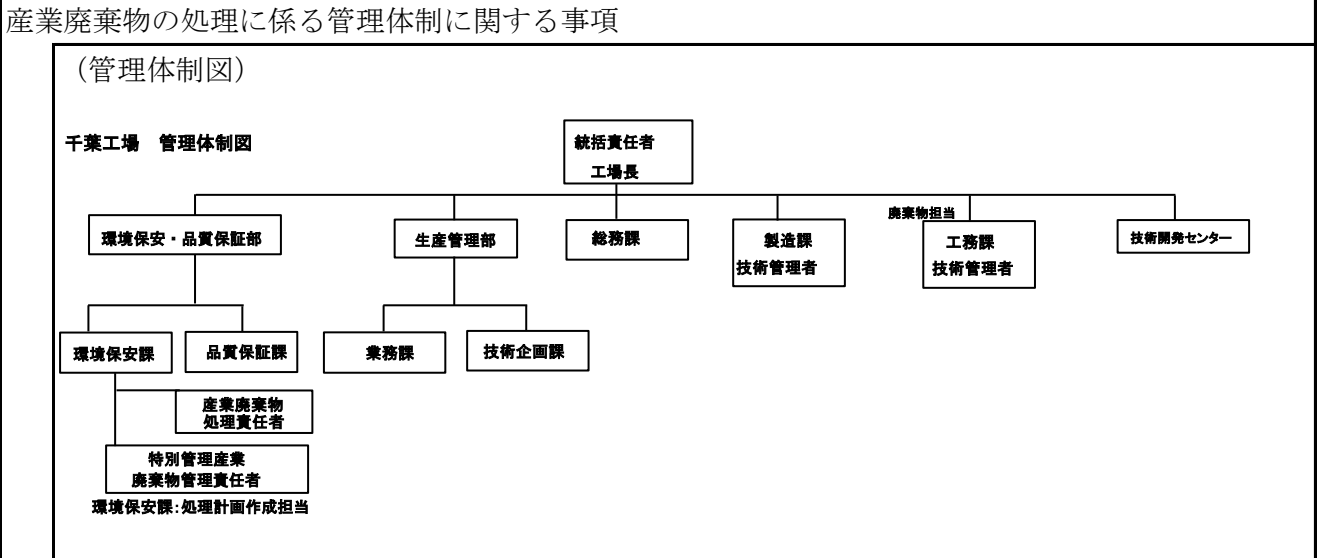 産業廃棄物の処理に係る管理体制に関する事項
（管理体制図）
千葉工場　管理体制図
統括責任者
工場長
廃棄物担当
環境保安・品質保証部
生産管理部
総務課
製造課
技術管理者
工務課
技術管理者
技術開発センター
環境保安課
品質保証課
業務課
技術企画課
産業廃棄物
処理責任者
特別管理産業
廃棄物管理責任者
環境保安課：処理計画作成担当